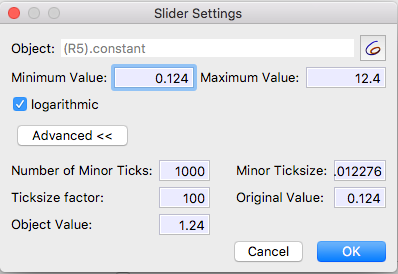 Slider Settings
Object: (R5).constant
Minimum Value: 0.124 Maximum Value: 12.4
logarithmic
Advanced <<
Number of Minor Ticks: 1000 Minor Ticksize: .012276
Ticksize factor: 100 Original Value: 0.124
Object Value: 1.24
Cancel OK